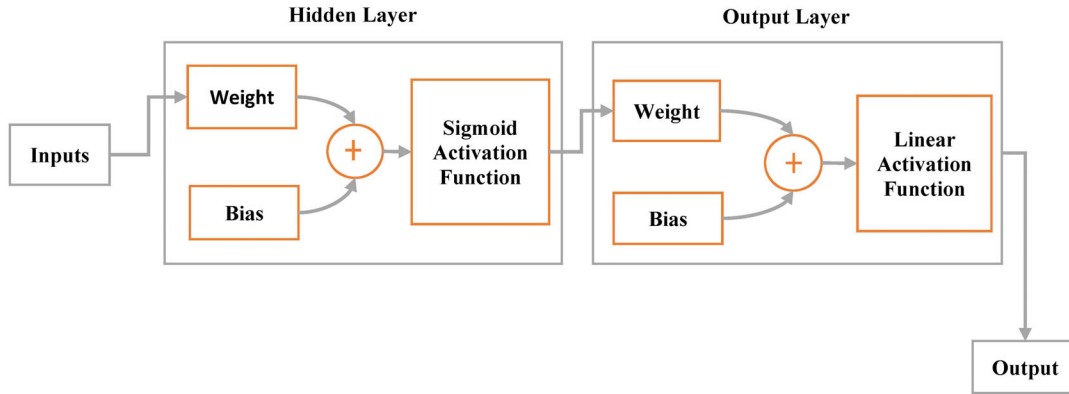 Hidden Layer
Output Layer
Inputs
Weight
Bias
+
Sigmoid
Activation
Function
Weight
Bias
+
Linear
Activation
Function
Output